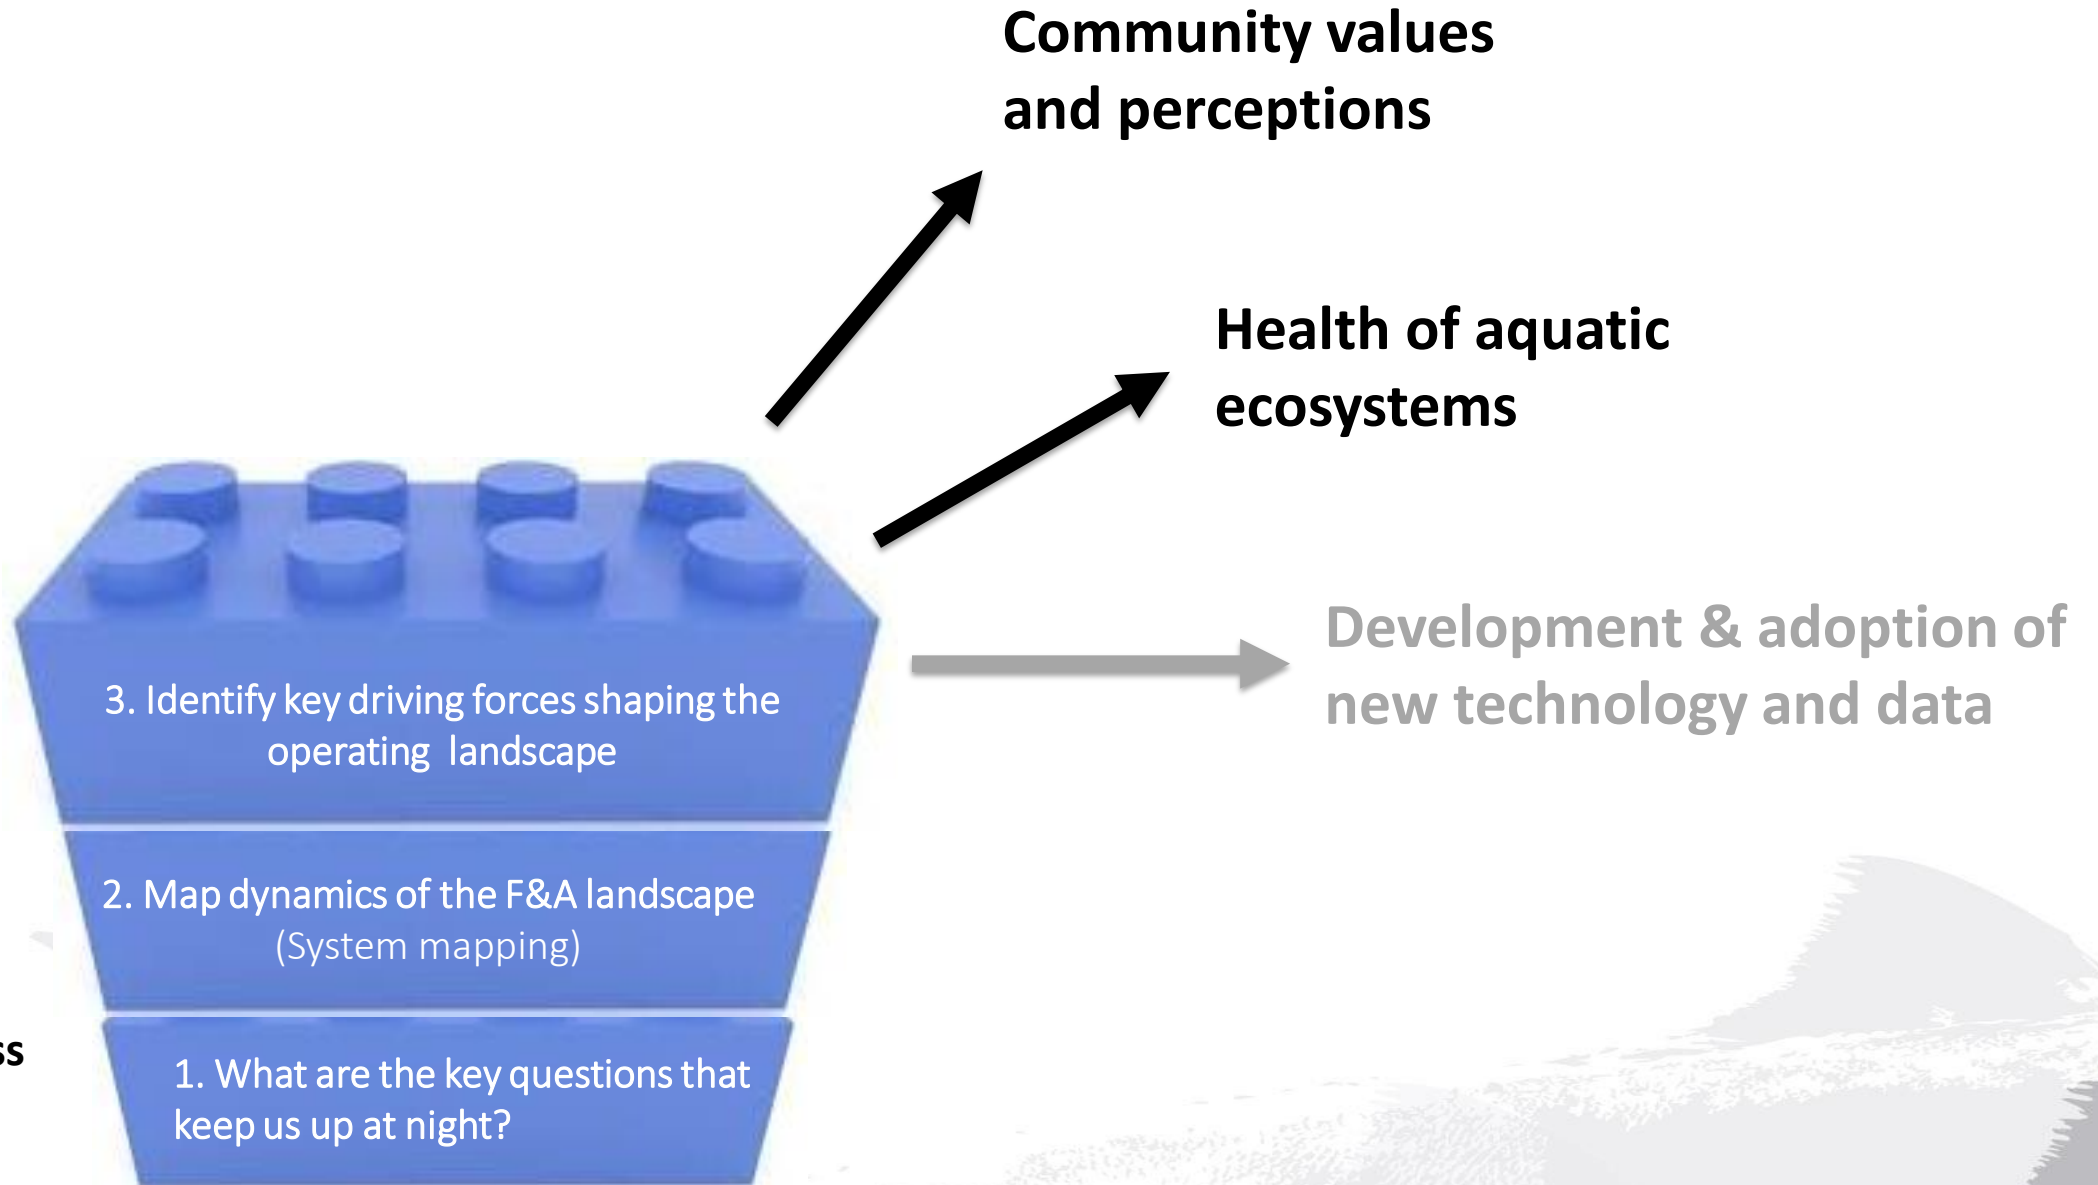 Community values
and perceptions
Health of aquatic
ecosystems
Development & adoption of
new technology and data
3. Identify key driving forces shaping the
operating landscape
2. Map dynamics of the F&A landscape
(System mapping)
1. What are the key questions that
keep us up at night?